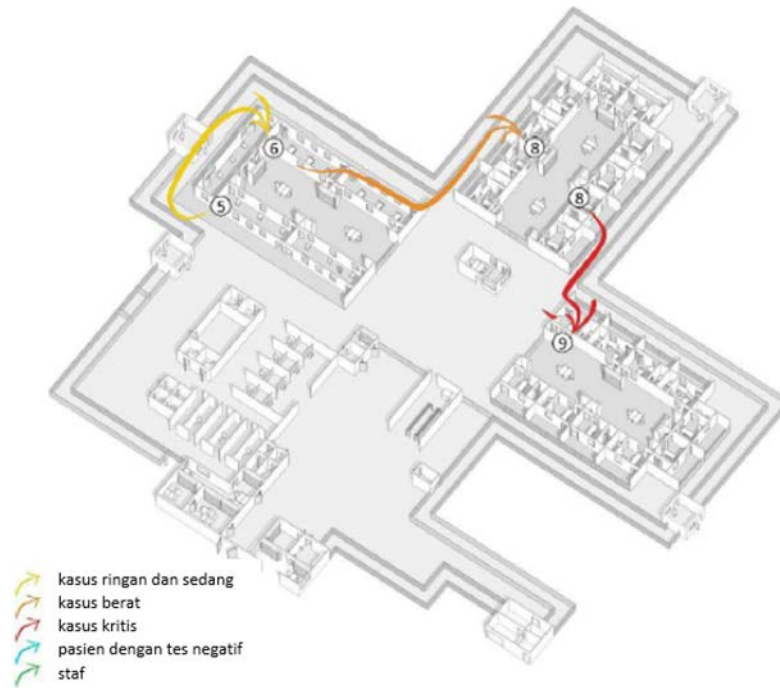 6
8
5
8
9
kasus ringan dan sedang
kasus berat
kasus kritis
pasien dengan tes negatif
staf